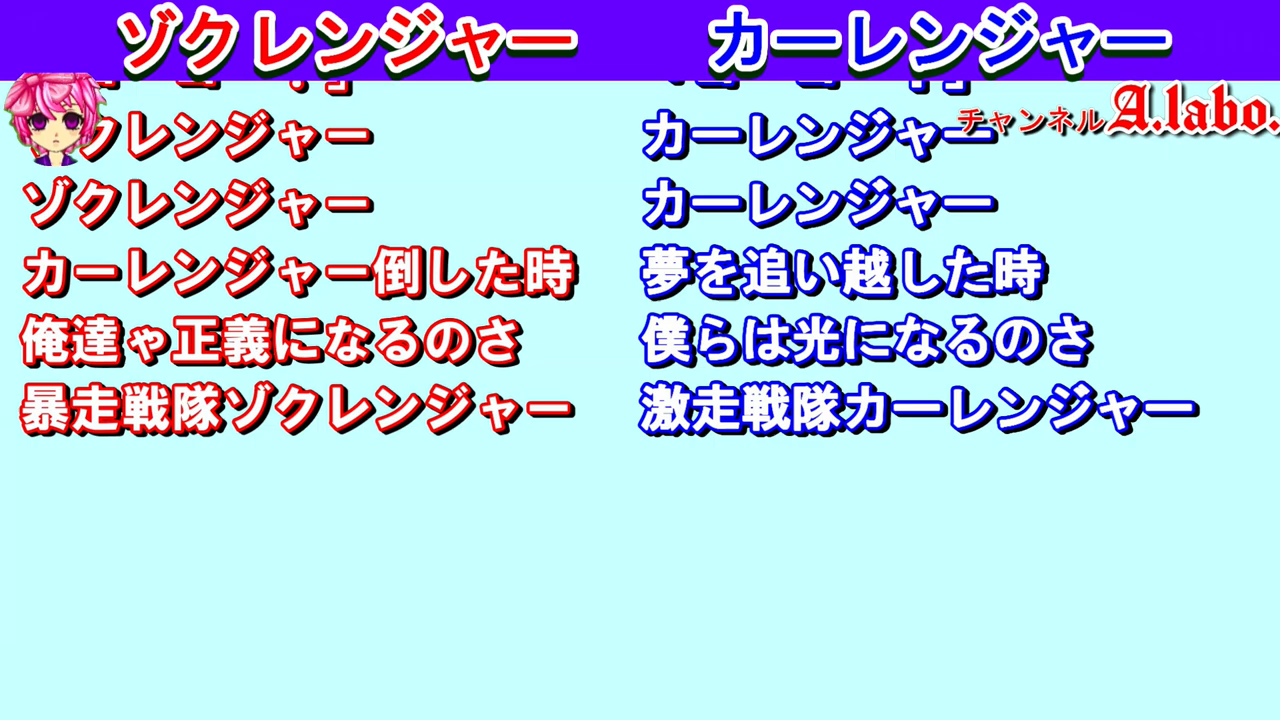 ゾクレンジャー
カーレンジャー
チャンネルA.labo.
クレンジャー
ゾクレンジャー
カーレンジャー倒した時
俺達ゃ正義になるのさ
暴走戦隊ゾクレンジャー
カーレンジャー
カーレンジャー
夢を追い越した時
僕らは光になるのさ
激走戦隊カーレンジャー